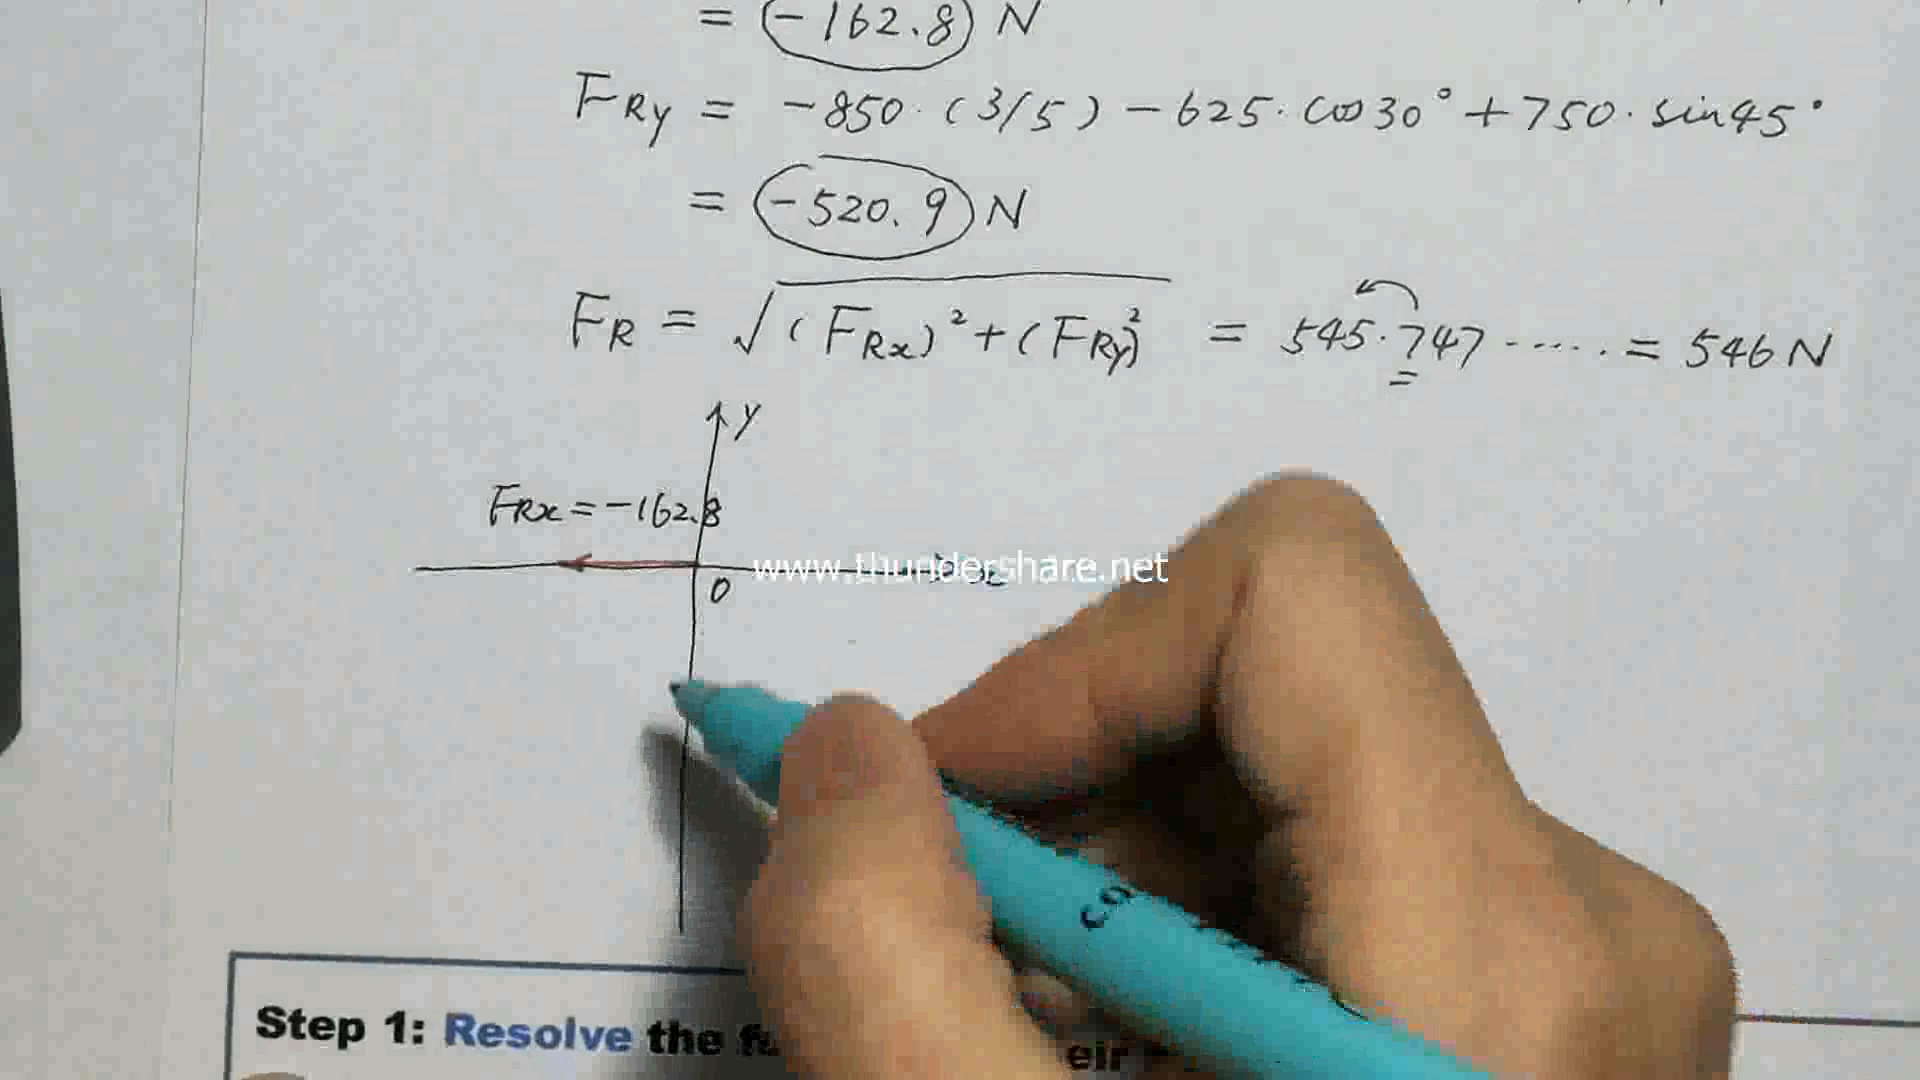 = -162.8 N
FRy = -850·(3/5) - 625·cos30° + 750·sin45°
= -520.9 N
FR = √(FRx)² + (FRy)² = 545.747····· = 546 N
y
FRx = -162.8
www.thundershare.net
0
Step 1: Resolve the